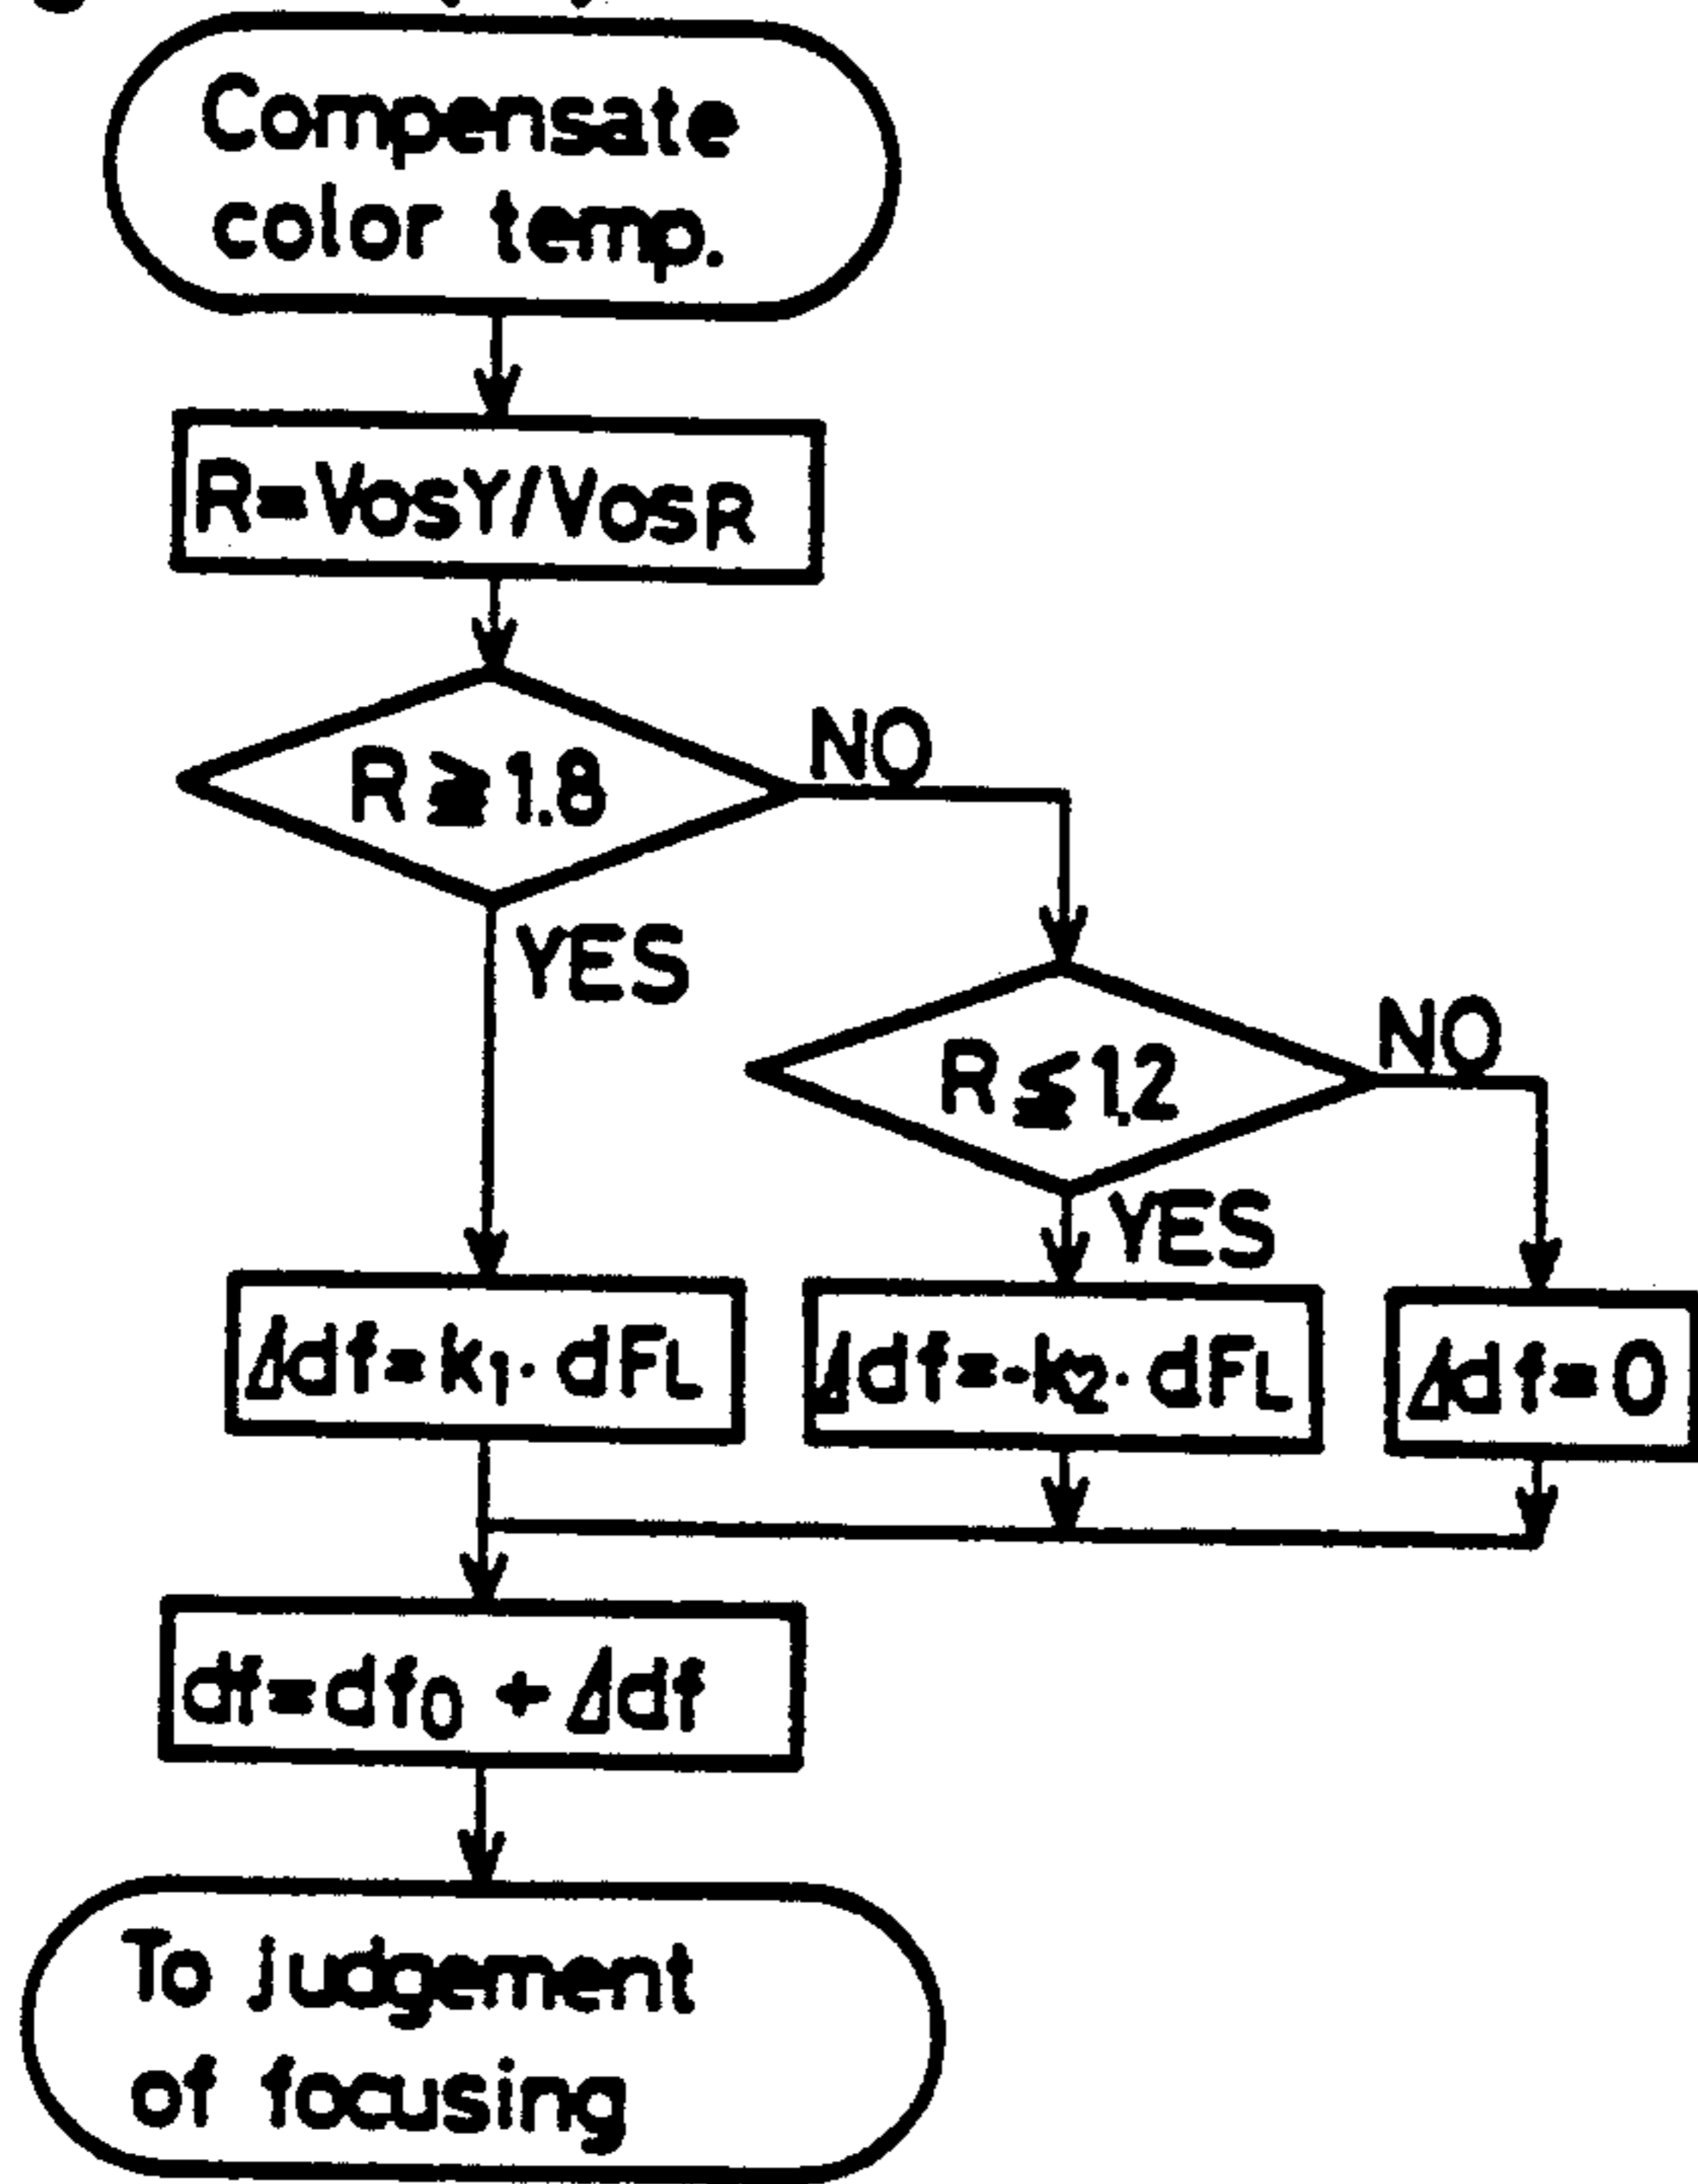 Compensate
color temp.
R=VosY/VosR
R≧1.8
NO
YES
R≦1.2
NO
YES
Δdf=k₁·dFL
Δdf=-k₂·dFL
Δdf=0
df=df₀+Δdf
To judgement
of focusing